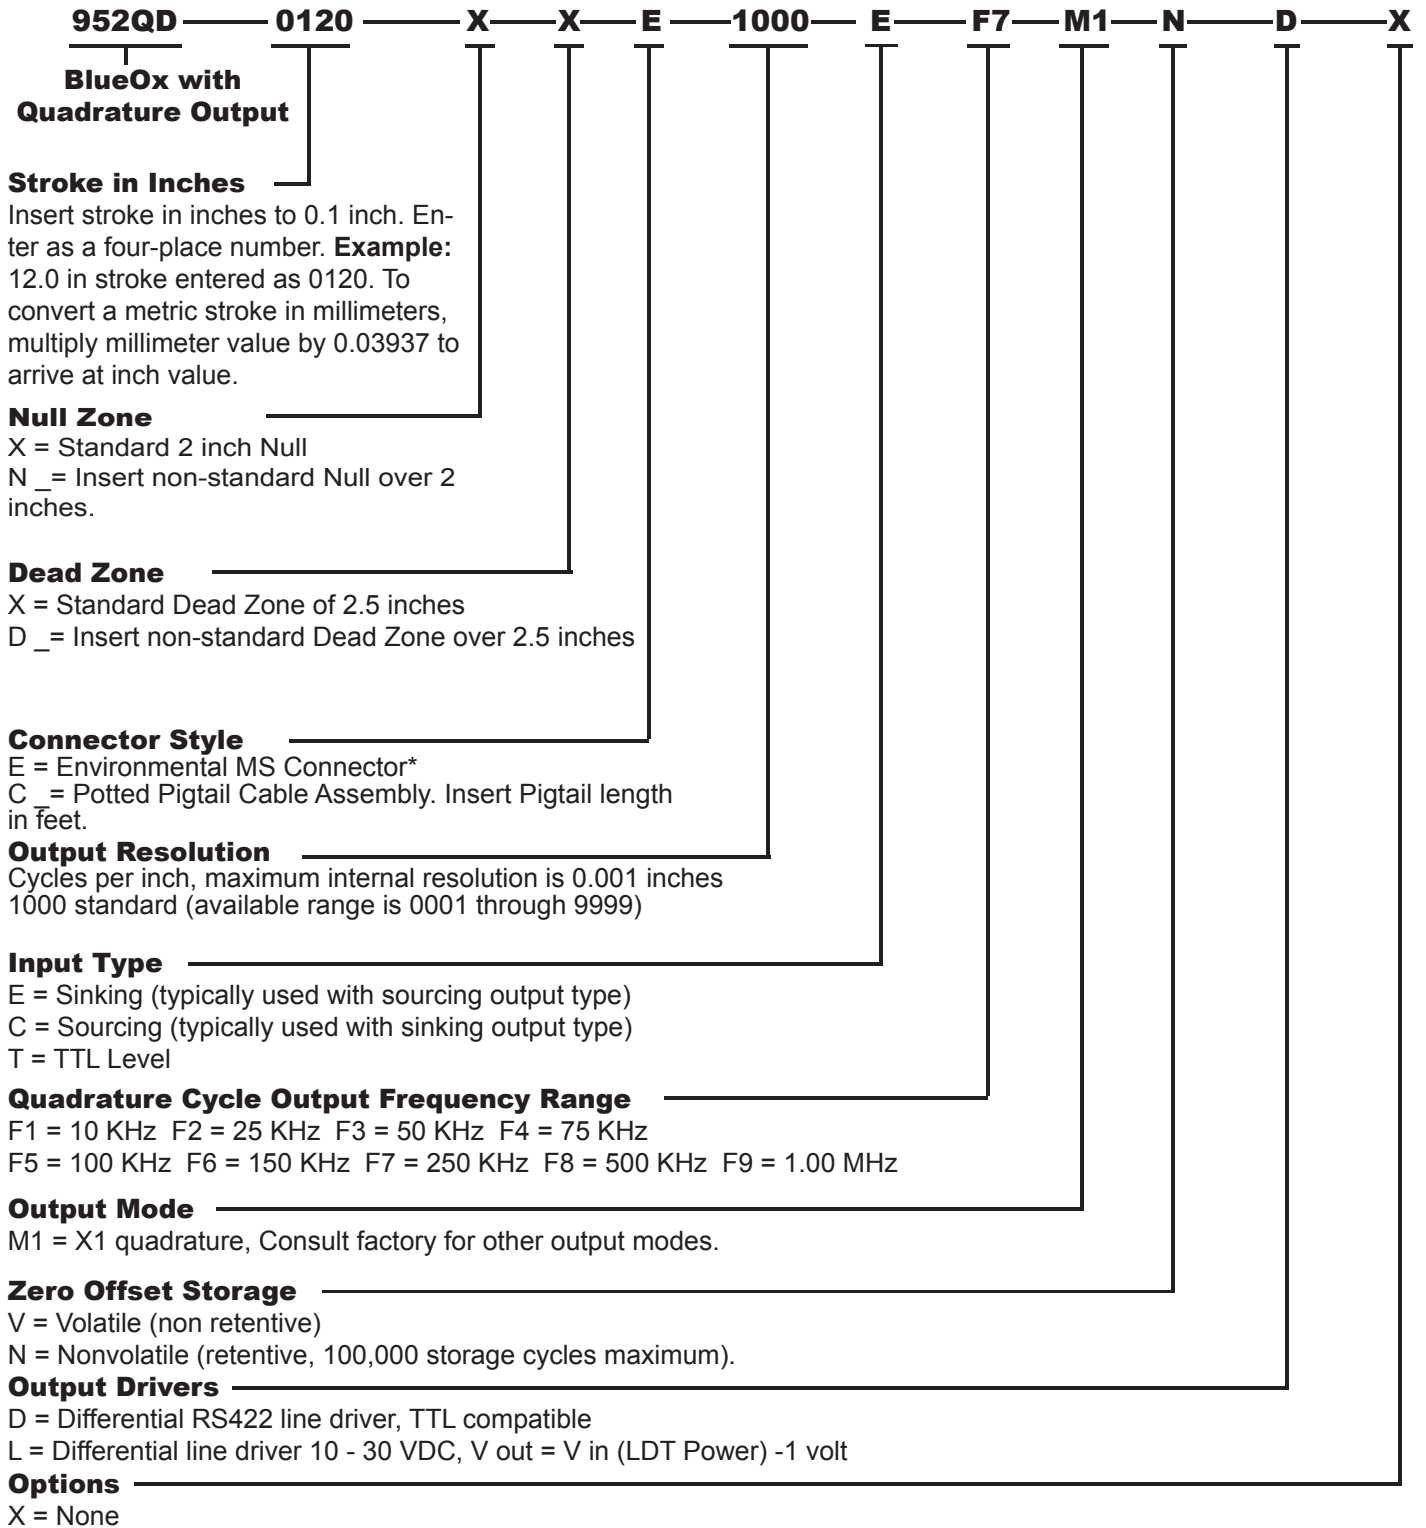 952QD 0120 X X E 1000 E F7 M1 N D X
BlueOx with
Quadrature Output
Stroke in Inches
Insert stroke in inches to 0.1 inch. En-
ter as a four-place number. Example:
12.0 in stroke entered as 0120. To
convert a metric stroke in millimeters,
multiply millimeter value by 0.03937 to
arrive at inch value.
Null Zone
X = Standard 2 inch Null
N _= Insert non-standard Null over 2
inches.
Dead Zone
X = Standard Dead Zone of 2.5 inches
D _= Insert non-standard Dead Zone over 2.5 inches
Connector Style
E = Environmental MS Connector*
C _= Potted Pigtail Cable Assembly. Insert Pigtail length
in feet.
Output Resolution
Cycles per inch, maximum internal resolution is 0.001 inches
1000 standard (available range is 0001 through 9999)
Input Type
E = Sinking (typically used with sourcing output type)
C = Sourcing (typically used with sinking output type)
T = TTL Level
Quadrature Cycle Output Frequency Range
F1 = 10 KHz F2 = 25 KHz F3 = 50 KHz F4 = 75 KHz
F5 = 100 KHz F6 = 150 KHz F7 = 250 KHz F8 = 500 KHz F9 = 1.00 MHz
Output Mode
M1 = X1 quadrature, Consult factory for other output modes.
Zero Offset Storage
V = Volatile (non retentive)
N = Nonvolatile (retentive, 100,000 storage cycles maximum).
Output Drivers
D = Differential RS422 line driver, TTL compatible
L = Differential line driver 10 - 30 VDC, V out = V in (LDT Power) -1 volt
Options
X = None